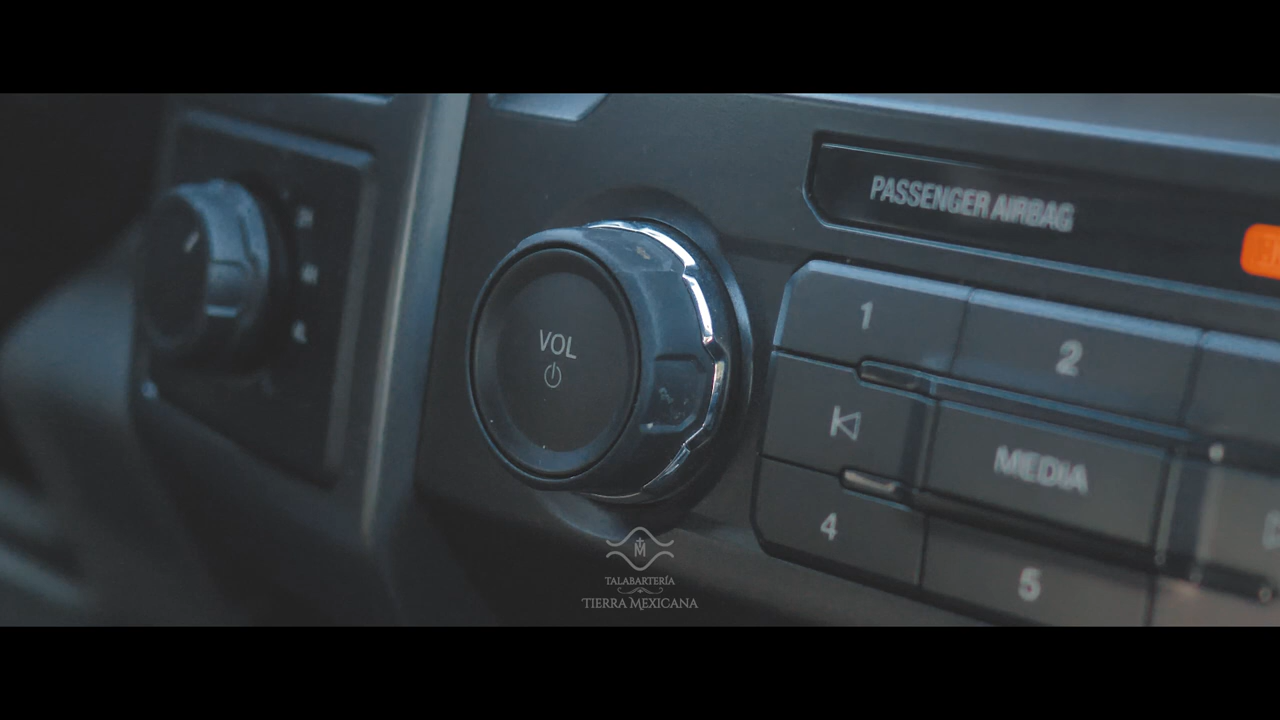 PASSENGER AIRBAG
VOL
1
2
MEDIA
4
5
TALABARTERÍA
TIERRA MEXICANA